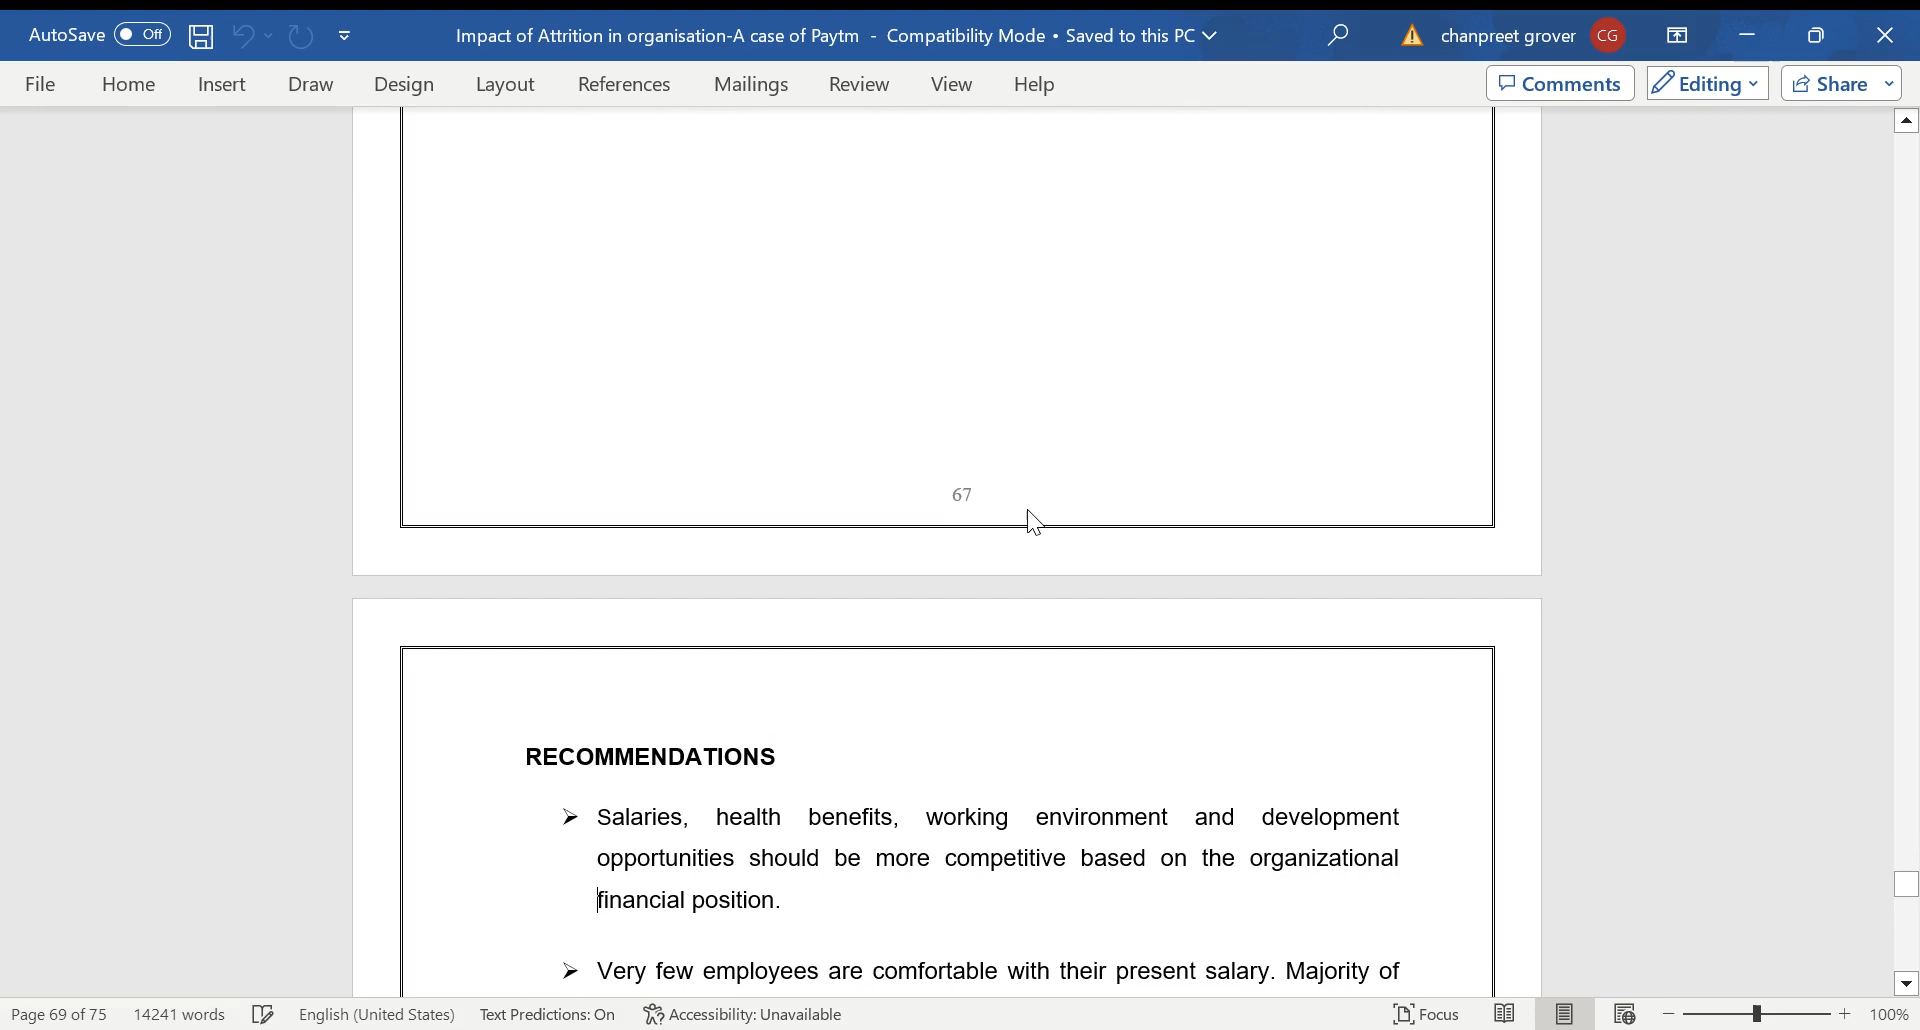 AutoSave Off Impact of Attrition in organisation-A case of Paytm - Compatibility Mode • Saved to this PC chanpreet grover CG
File Home Insert Draw Design Layout References Mailings Review View Help Comments Editing Share
67
RECOMMENDATIONS
Salaries, health benefits, working environment and development
opportunities should be more competitive based on the organizational
financial position.
Very few employees are comfortable with their present salary. Majority of
Page 69 of 75 14241 words English (United States) Text Predictions: On Accessibility: Unavailable Focus 100%